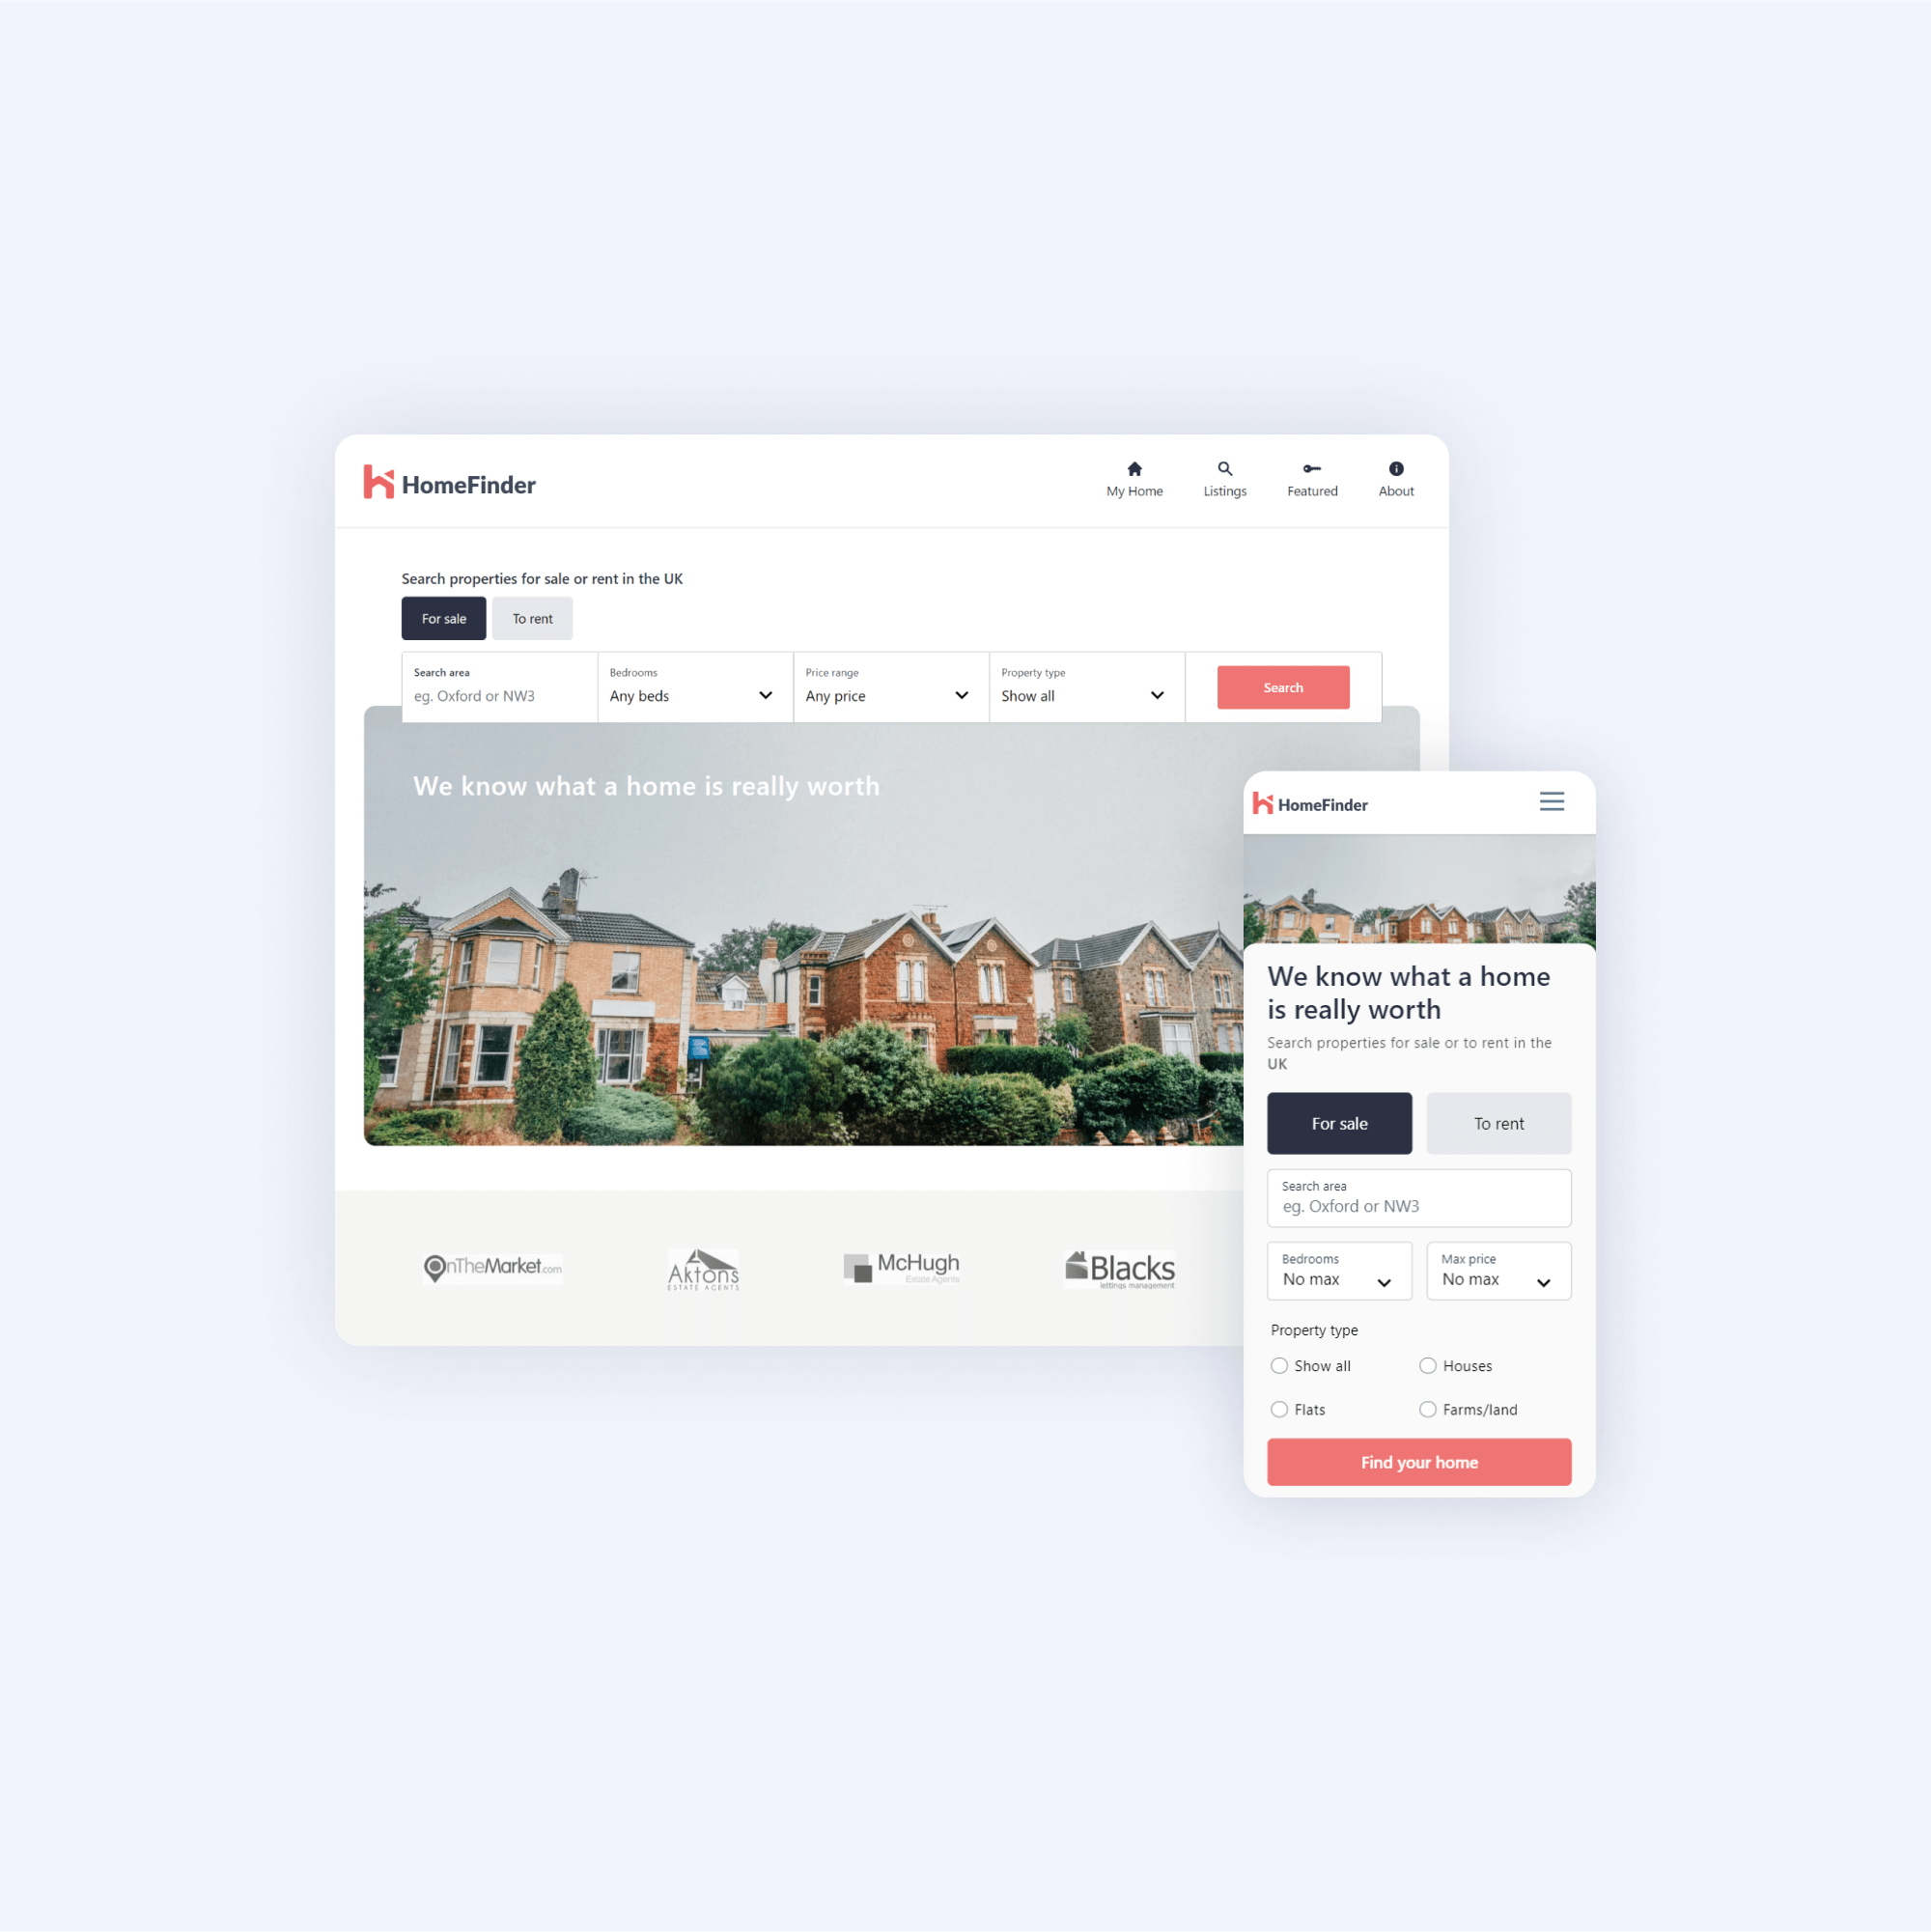 HomeFinder
My Home
Listings
Featured
About
Search properties for sale or rent in the UK
For sale
To rent
Search area
eg. Oxford or NW3
Bedrooms
Any beds
Price range
Any price
Property type
Show all
Search
We know what a home is really worth
OnTheMarket.com
Aktons
ESTATE AGENTS
McHugh
Estate Agents
Blacks
lettings management
HomeFinder
We know what a home
is really worth
Search properties for sale or to rent in the
UK
For sale
To rent
Search area
eg. Oxford or NW3
Bedrooms
No max
Max price
No max
Property type
Show all
Houses
Flats
Farms/land
Find your home